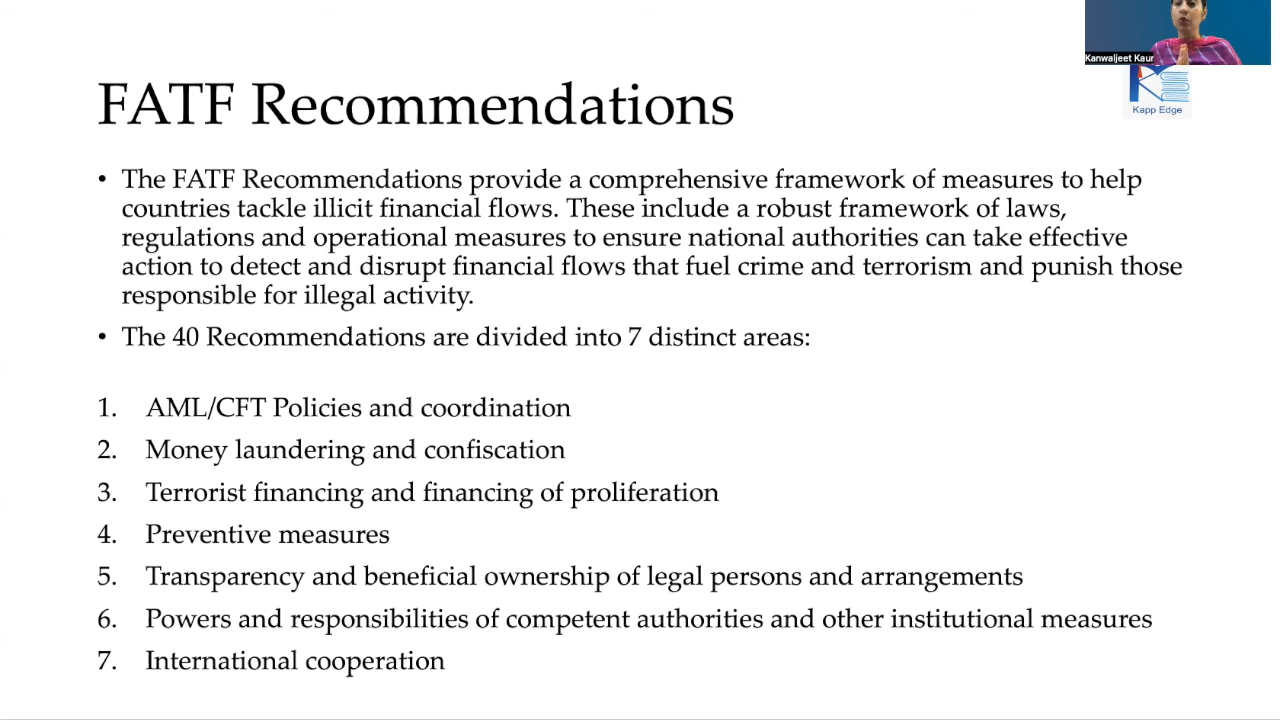 Kanwaljeet Kaur
Kapp Edge
FATF Recommendations
• The FATF Recommendations provide a comprehensive framework of measures to help
countries tackle illicit financial flows. These include a robust framework of laws,
regulations and operational measures to ensure national authorities can take effective
action to detect and disrupt financial flows that fuel crime and terrorism and punish those
responsible for illegal activity.
• The 40 Recommendations are divided into 7 distinct areas:
1. AML/CFT Policies and coordination
2. Money laundering and confiscation
3. Terrorist financing and financing of proliferation
4. Preventive measures
5. Transparency and beneficial ownership of legal persons and arrangements
6. Powers and responsibilities of competent authorities and other institutional measures
7. International cooperation